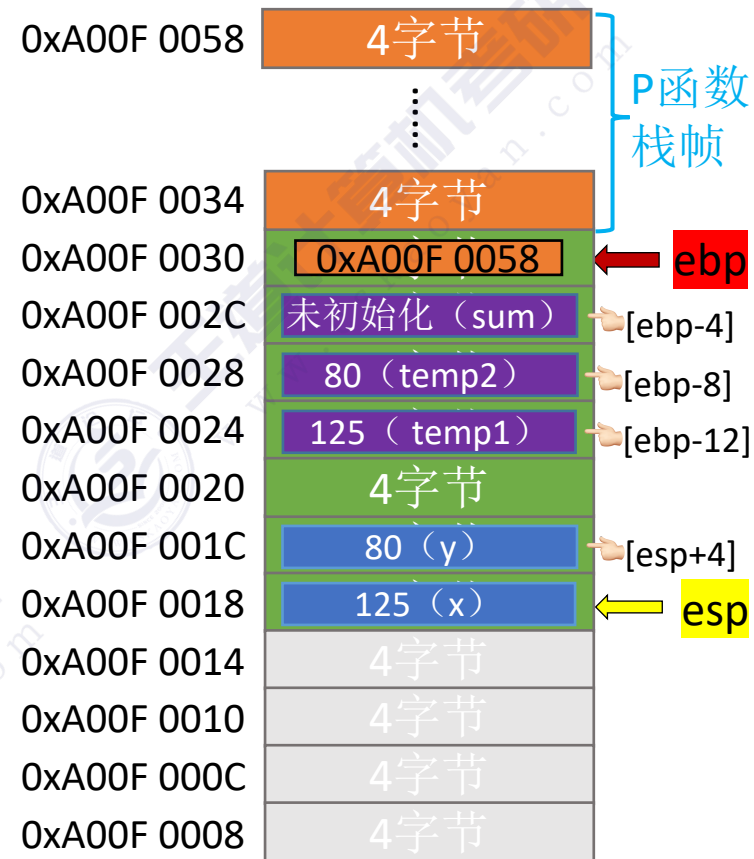 0xA00F 0058 4字节
......
P函数
栈帧
0xA00F 0034 4字节
0xA00F 0030 0xA00F 0058 ebp
0xA00F 002C 未初始化（sum） [ebp-4]
0xA00F 0028 80（temp2） [ebp-8]
0xA00F 0024 125（ temp1） [ebp-12]
0xA00F 0020 4字节
0xA00F 001C 80（y） [esp+4]
0xA00F 0018 125（x） esp
0xA00F 0014 4字节
0xA00F 0010 4字节
0xA00F 000C 4字节
0xA00F 0008 4字节